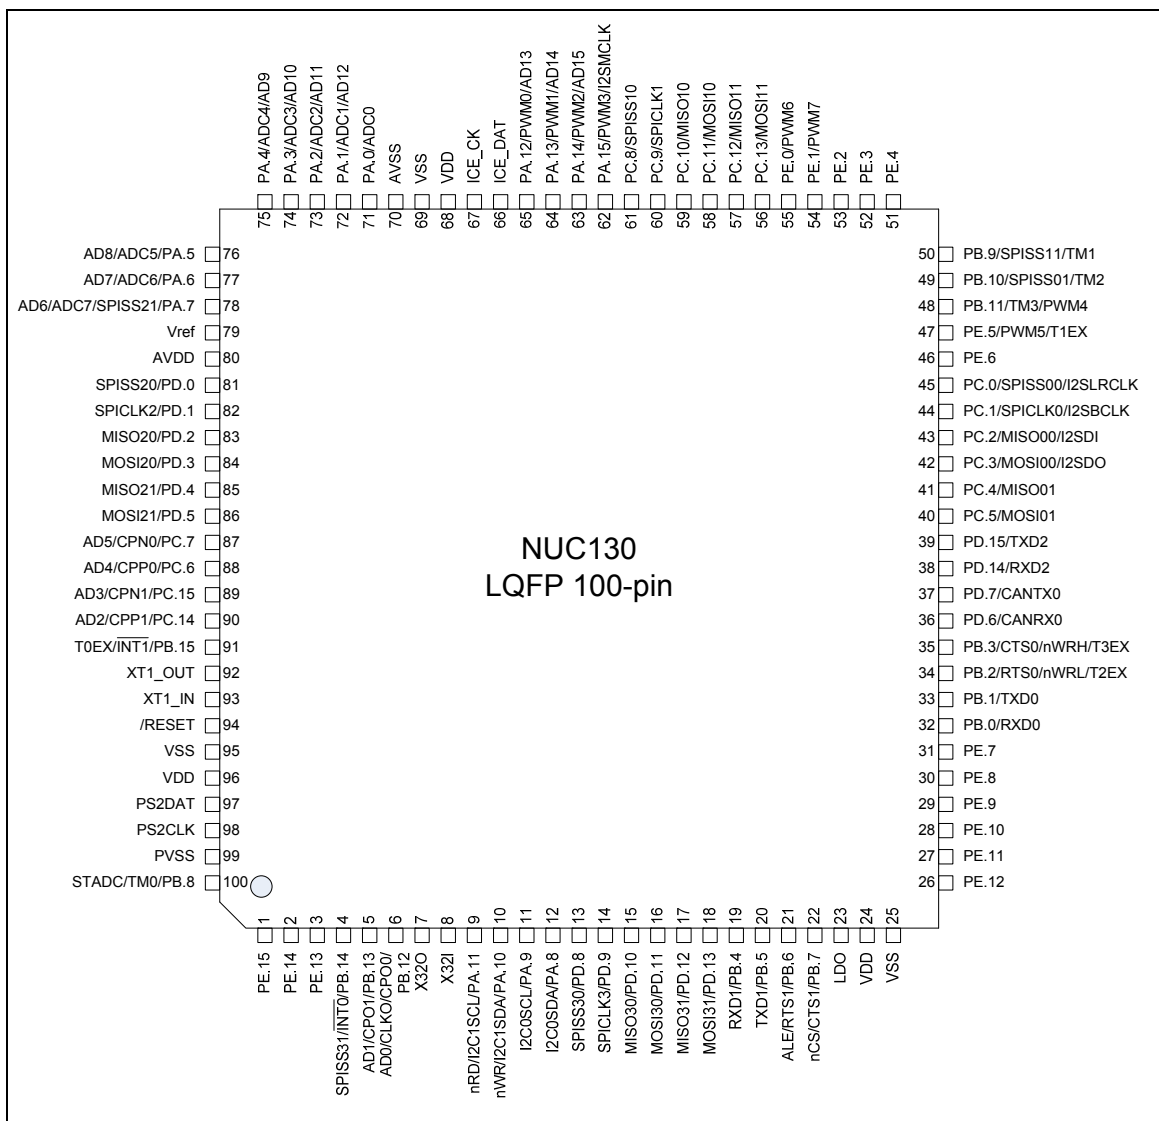 PA.4/ADC4/AD9
PA.3/ADC3/AD10
PA.2/ADC2/AD11
PA.1/ADC1/AD12
PA.0/ADC0
AVSS
VSS
VDD
ICE_CK
ICE_DAT
PA.12/PWM0/AD13
PA.13/PWM1/AD14
PA.14/PWM2/AD15
PA.15/PWM3/I2SMCLK
PC.8/SPISS10
PC.9/SPICLK1
PC.10/MISO10
PC.11/MOSI10
PC.12/MISO11
PC.13/MOSI11
PE.0/PWM6
PE.1/PWM7
PE.2
PE.3
PE.4
75 74 73 72 71 70 69 68 67 66 65 64 63 62 61 60 59 58 57 56 55 54 53 52 51
AD8/ADC5/PA.5 76
AD7/ADC6/PA.6 77
AD6/ADC7/SPISS21/PA.7 78
Vref 79
AVDD 80
SPISS20/PD.0 81
SPICLK2/PD.1 82
MISO20/PD.2 83
MOSI20/PD.3 84
MISO21/PD.4 85
MOSI21/PD.5 86
AD5/CPN0/PC.7 87
AD4/CPP0/PC.6 88
AD3/CPN1/PC.15 89
AD2/CPP1/PC.14 90
T0EX/INT1/PB.15 91
XT1_OUT 92
XT1_IN 93
/RESET 94
VSS 95
VDD 96
PS2DAT 97
PS2CLK 98
PVSS 99
STADC/TM0/PB.8 100
NUC130
LQFP 100-pin
50 PB.9/SPISS11/TM1
49 PB.10/SPISS01/TM2
48 PB.11/TM3/PWM4
47 PE.5/PWM5/T1EX
46 PE.6
45 PC.0/SPISS00/I2SLRCLK
44 PC.1/SPICLK0/I2SBCLK
43 PC.2/MISO00/I2SDI
42 PC.3/MOSI00/I2SDO
41 PC.4/MISO01
40 PC.5/MOSI01
39 PD.15/TXD2
38 PD.14/RXD2
37 PD.7/CANTX0
36 PD.6/CANRX0
35 PB.3/CTS0/nWRH/T3EX
34 PB.2/RTS0/nWRL/T2EX
33 PB.1/TXD0
32 PB.0/RXD0
31 PE.7
30 PE.8
29 PE.9
28 PE.10
27 PE.11
26 PE.12
1 2 3 4 5 6 7 8 9 10 11 12 13 14 15 16 17 18 19 20 21 22 23 24 25
PE.15
PE.14
PE.13
SPISS31/INT0/PB.14
AD1/CPO1/PB.13
AD0/CLKO/CPO0/
PB.12
X32O
X32I
nRD/I2C1SCL/PA.11
nWR/I2C1SDA/PA.10
I2C0SCL/PA.9
I2C0SDA/PA.8
SPISS30/PD.8
SPICLK3/PD.9
MISO30/PD.10
MOSI30/PD.11
MISO31/PD.12
MOSI31/PD.13
RXD1/PB.4
TXD1/PB.5
ALE/RTS1/PB.6
nCS/CTS1/PB.7
LDO
VDD
VSS